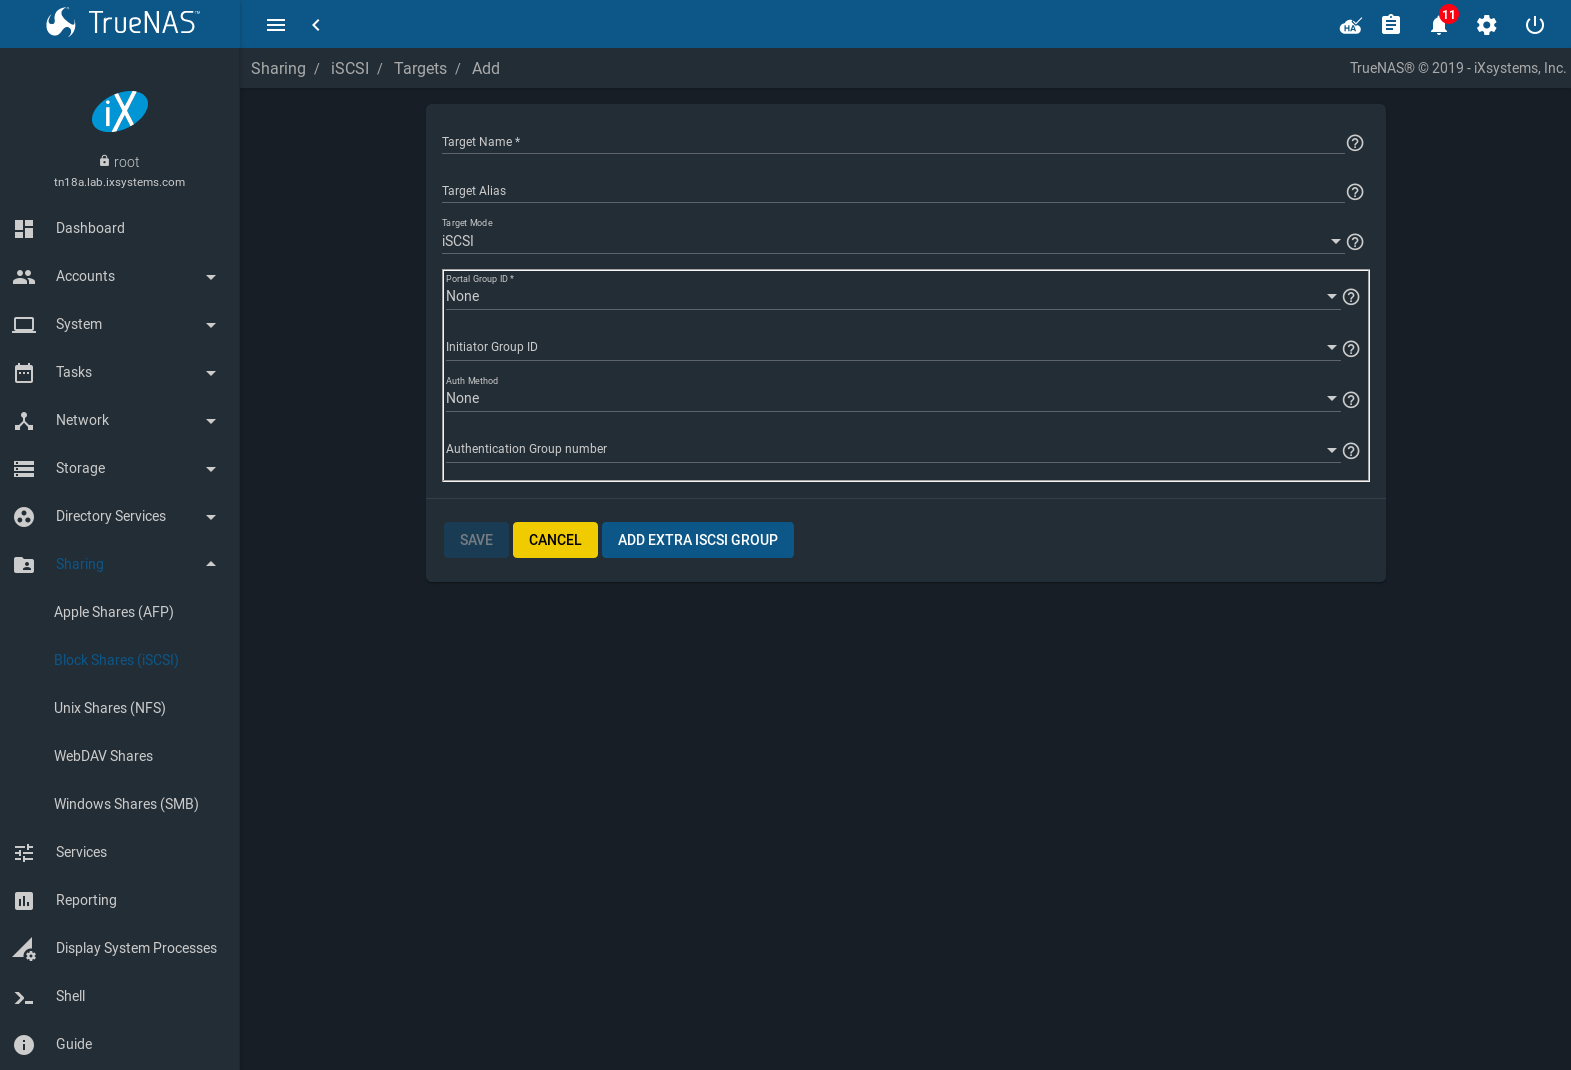 TrueNAS™
HA
11
Sharing / iSCSI / Targets / Add
TrueNAS® © 2019 - iXsystems, Inc.
iX
root
tn18a.lab.ixsystems.com
Dashboard
Accounts
System
Tasks
Network
Storage
Directory Services
Sharing
Apple Shares (AFP)
Block Shares (iSCSI)
Unix Shares (NFS)
WebDAV Shares
Windows Shares (SMB)
Services
Reporting
Display System Processes
Shell
Guide
Target Name *
Target Alias
Target Mode
iSCSI
Portal Group ID *
None
Initiator Group ID
Auth Method
None
Authentication Group number
SAVE CANCEL ADD EXTRA ISCSI GROUP